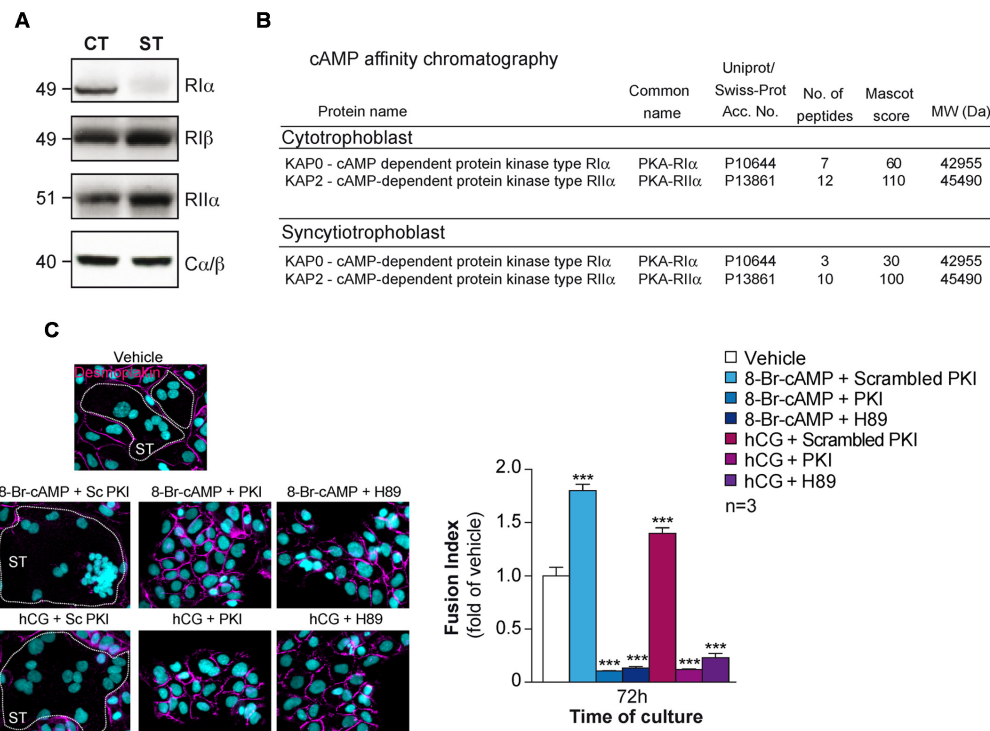 A
CT ST
49 RIα
49 RIβ
51 RIIα
40 Cα/β
B
cAMP affinity chromatography
Protein name
Common name
Uniprot/ Swiss-Prot Acc. No.
No. of peptides
Mascot score
MW (Da)
Cytotrophoblast
KAP0 - cAMP dependent protein kinase type RIα PKA-RIα P10644 7 60 42955
KAP2 - cAMP-dependent protein kinase type RIIα PKA-RIIα P13861 12 110 45490
Syncytiotrophoblast
KAP0 - cAMP-dependent protein kinase type RIα PKA-RIα P10644 3 30 42955
KAP2 - cAMP-dependent protein kinase type RIIα PKA-RIIα P13861 10 100 45490
C
Vehicle
Desmoplakin
ST
8-Br-cAMP + Sc PKI 8-Br-cAMP + PKI 8-Br-cAMP + H89
ST
hCG + Sc PKI hCG + PKI hCG + H89
ST
Vehicle
8-Br-cAMP + Scrambled PKI
8-Br-cAMP + PKI
8-Br-cAMP + H89
hCG + Scrambled PKI
hCG + PKI
hCG + H89
n=3
Fusion Index
(fold of vehicle)
2.0
1.5
1.0
0.5
0
*** *** *** *** *** ***
72h
Time of culture